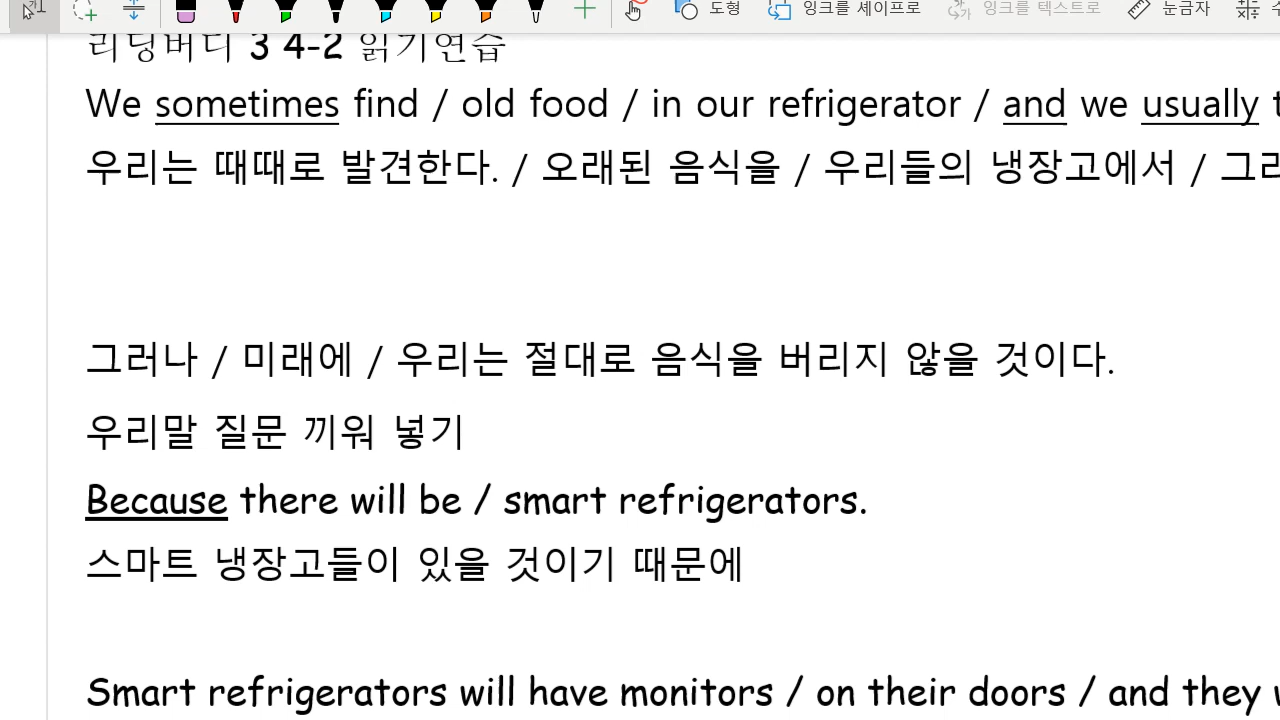 도형 잉크를 셰이프로 잉크를 텍스트로 눈금자
리딩버디 3 4-2 읽기연습
We sometimes find / old food / in our refrigerator / and we usually
우리는 때때로 발견한다. / 오래된 음식을 / 우리들의 냉장고에서 /
그러나 / 미래에 / 우리는 절대로 음식을 버리지 않을 것이다.
우리말 질문 끼워 넣기
Because there will be / smart refrigerators.
스마트 냉장고들이 있을 것이기 때문에
Smart refrigerators will have monitors / on their doors / and they